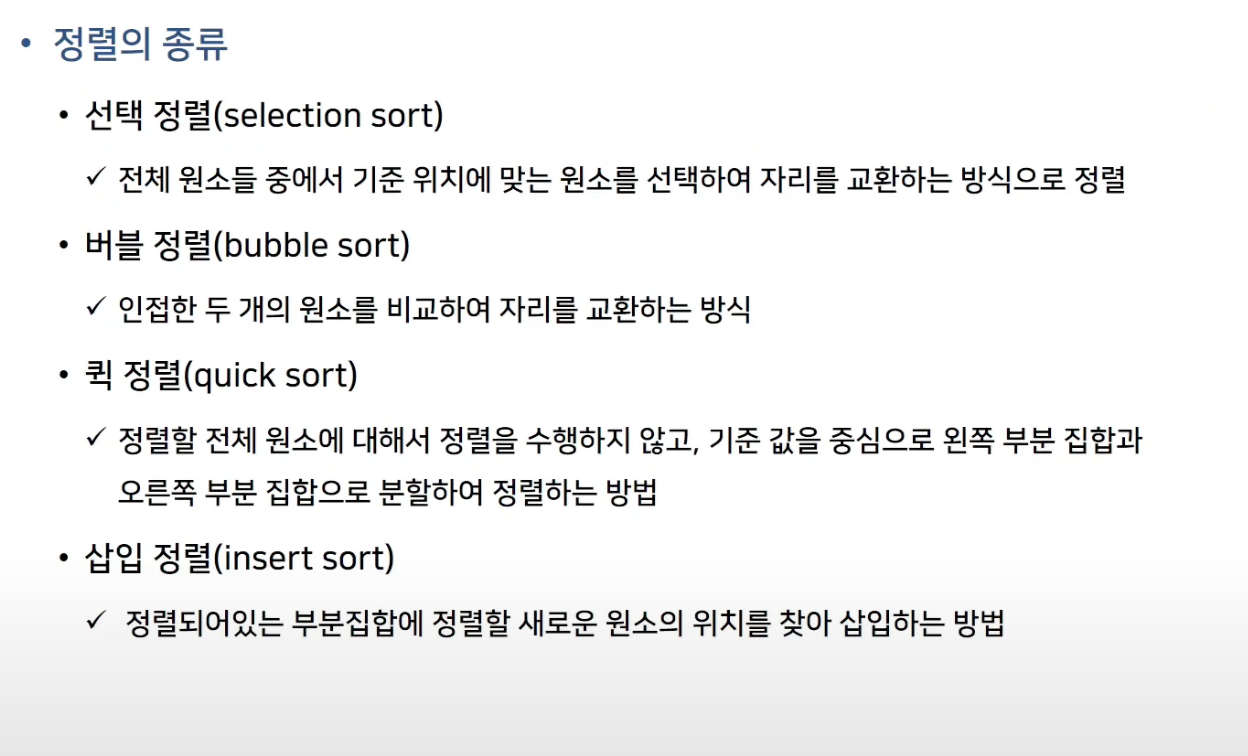 • 정렬의 종류
• 선택 정렬(selection sort)
✓ 전체 원소들 중에서 기준 위치에 맞는 원소를 선택하여 자리를 교환하는 방식으로 정렬
• 버블 정렬(bubble sort)
✓ 인접한 두 개의 원소를 비교하여 자리를 교환하는 방식
• 퀵 정렬(quick sort)
✓ 정렬할 전체 원소에 대해서 정렬을 수행하지 않고, 기준 값을 중심으로 왼쪽 부분 집합과
오른쪽 부분 집합으로 분할하여 정렬하는 방법
• 삽입 정렬(insert sort)
✓ 정렬되어있는 부분집합에 정렬할 새로운 원소의 위치를 찾아 삽입하는 방법